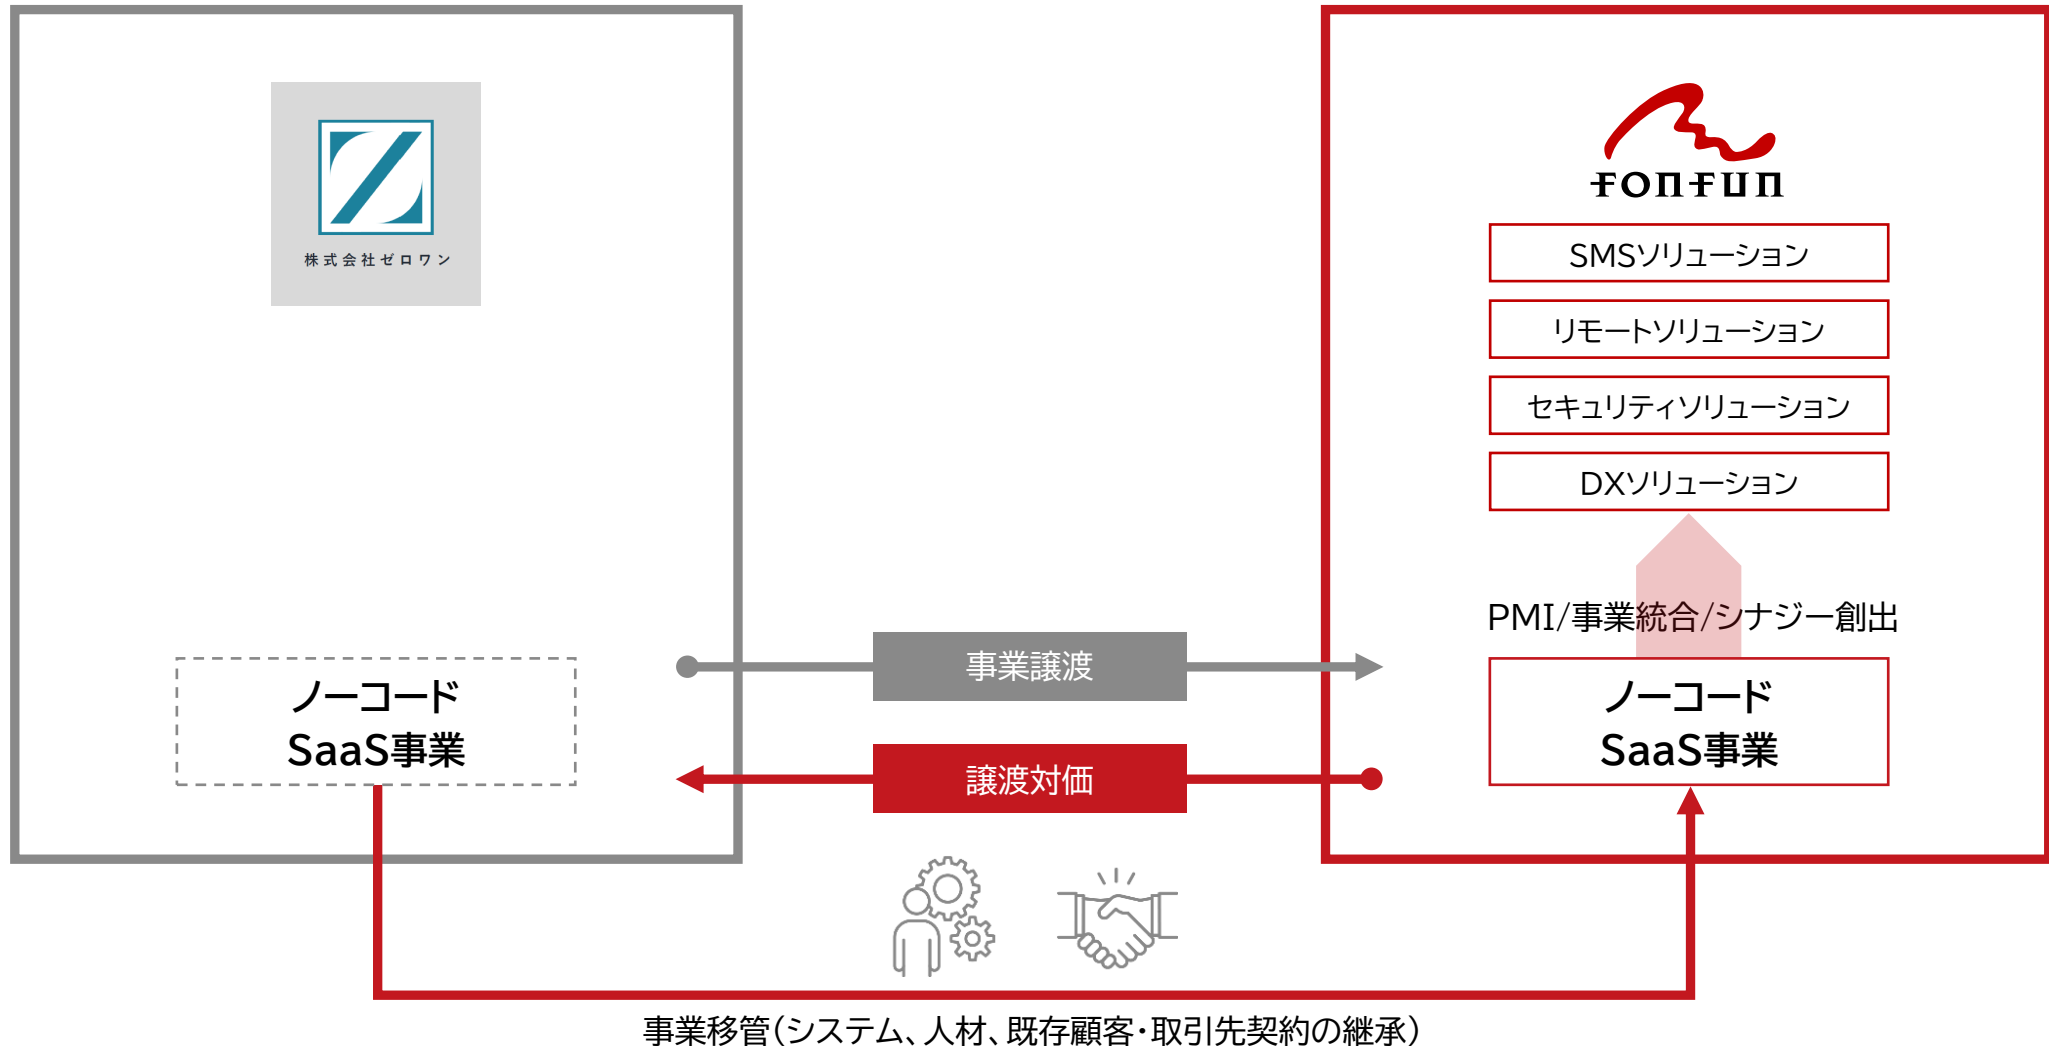 株式会社ゼロワン
ノーコード
SaaS事業
事業譲渡
譲渡対価
fonfun
SMSソリューション
リモートソリューション
セキュリティソリューション
DXソリューション
PMI/事業統合/シナジー創出
ノーコード
SaaS事業
事業移管(システム、人材、既存顧客・取引先契約の継承)